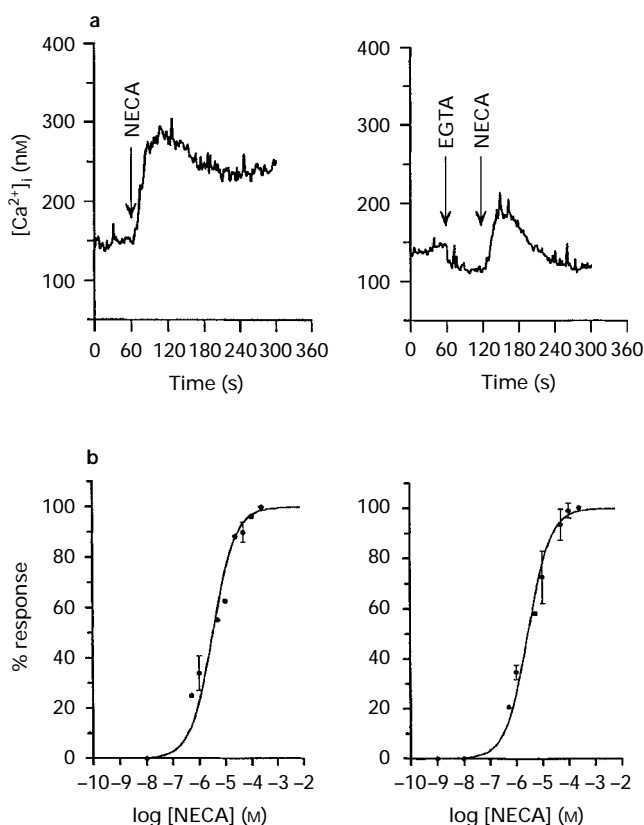 a
400
300
200
100
[Ca2+]i (nM)
NECA
0 60 120 180 240 300 360
Time (s)
400
300
200
100
EGTA
NECA
0 60 120 180 240 300 360
Time (s)
b
100
80
60
40
20
0
% response
–10 –9 –8 –7 –6 –5 –4 –3 –2
log [NECA] (M)
100
80
60
40
20
0
–10 –9 –8 –7 –6 –5 –4 –3 –2
log [NECA] (M)